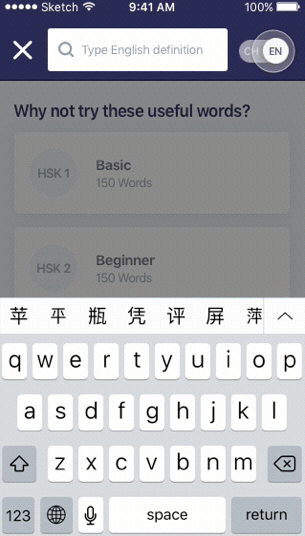 Sketch 9:41 AM 100%
Type English definition CH EN
Why not try these useful words?
HSK 1 Basic
150 Words
HSK 2 Beginner
150 Words
苹 平 瓶 凭 评 屏 萍
q w e r t y u i o p
a s d f g h j k l
z x c v b n m
123 space return